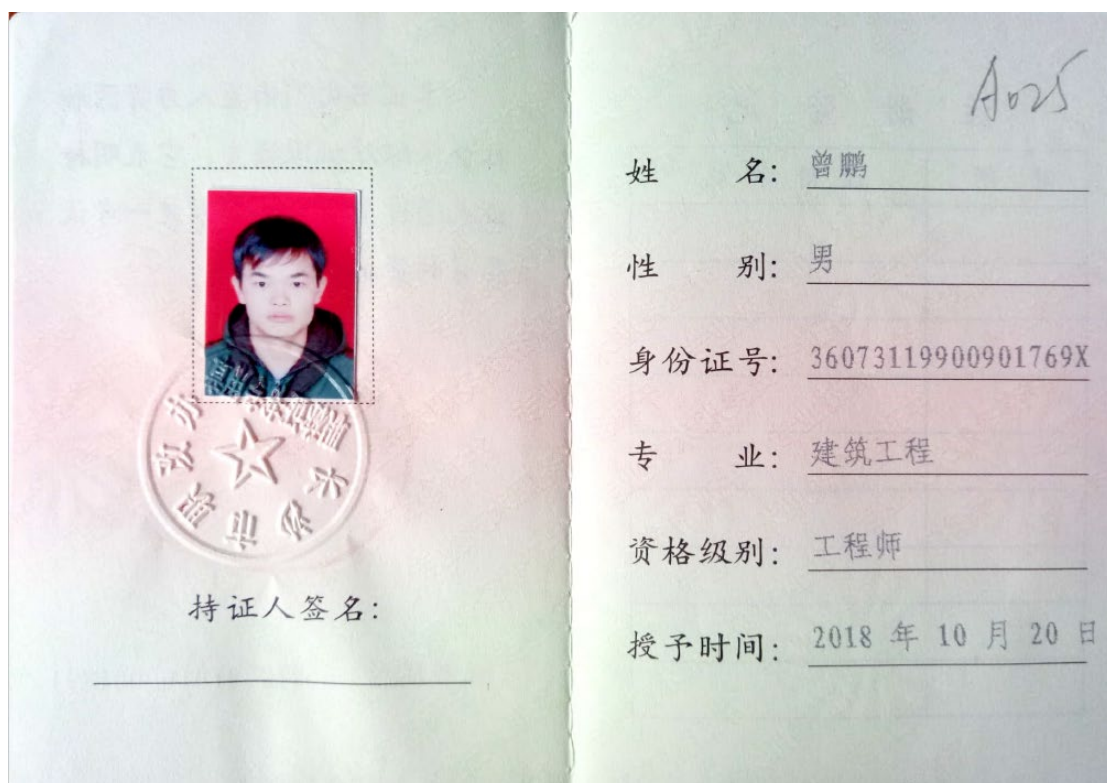 持证人签名:
A025
姓 名: 曾鹏
性 别: 男
身份证号: 36073119900901769X
专 业: 建筑工程
资格级别: 工程师
授予时间: 2018 年 10 月 20 日